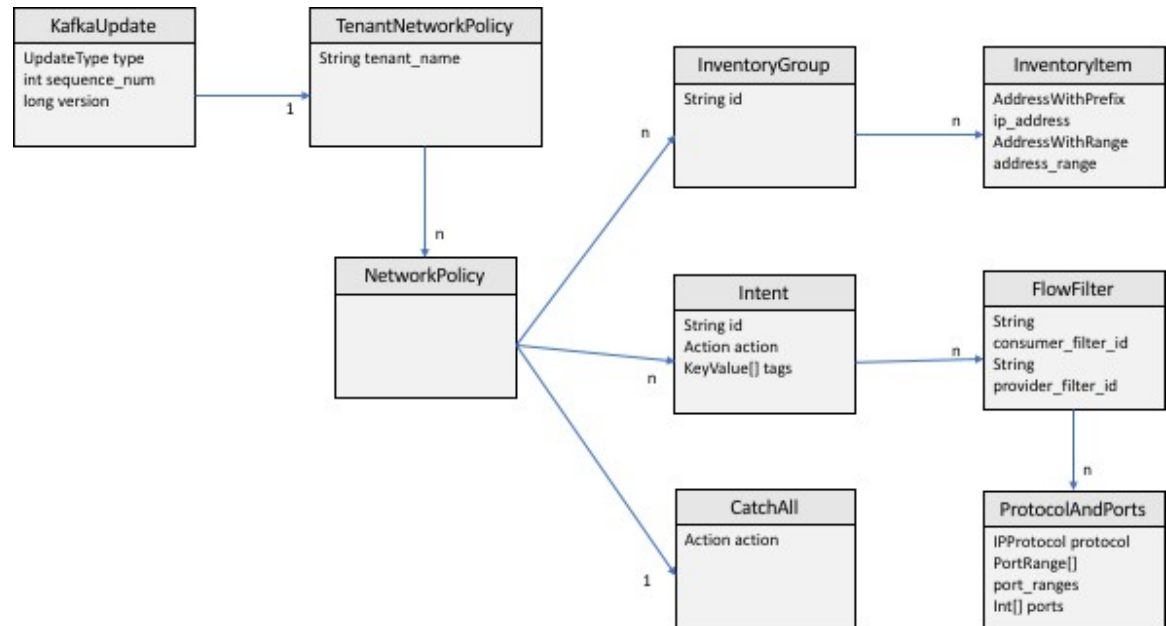 KafkaUpdate
UpdateType type
int sequence_num
long version
1
TenantNetworkPolicy
String tenant_name
n
NetworkPolicy
n
InventoryGroup
String id
n
InventoryItem
AddressWithPrefix
ip_address
AddressWithRange
address_range
n
Intent
String id
Action action
KeyValue[] tags
n
FlowFilter
String
consumer_filter_id
String
provider_filter_id
n
1
CatchAll
Action action
ProtocolAndPorts
IPProtocol protocol
PortRange[]
port_ranges
Int[] ports